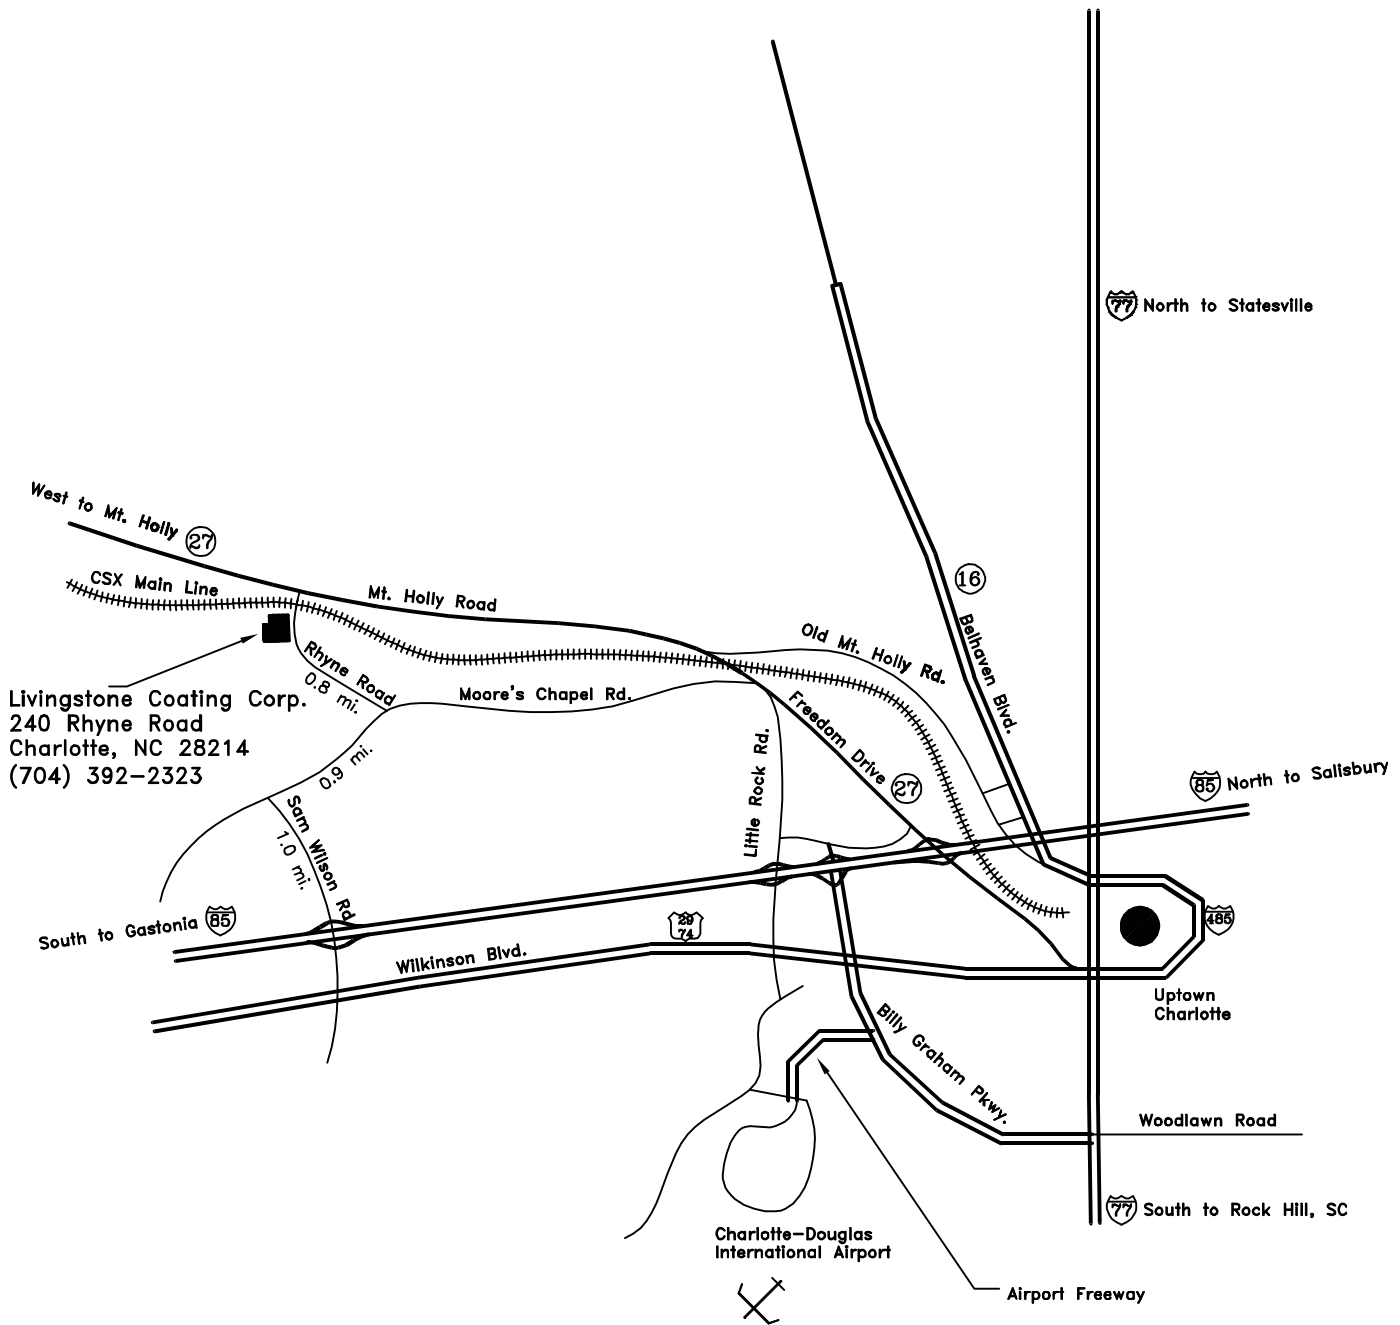 77 North to Statesville
West to Mt. Holly 27
CSX Main Line
Mt. Holly Road
16
Belhaven Blvd.
Old Mt. Holly Rd.
Rhyne Road
0.8 mi.
Moore's Chapel Rd.
Livingstone Coating Corp.
240 Rhyne Road
Charlotte, NC 28214
(704) 392-2323
0.9 mi.
Freedom Drive 27
Little Rock Rd.
85 North to Salisbury
Sam Wilson Rd
1.0 mi.
South to Gastonia 85
29
74
485
Wilkinson Blvd.
Uptown
Charlotte
Billy Graham Pkwy.
Woodlawn Road
77 South to Rock Hill, SC
Charlotte-Douglas
International Airport
Airport Freeway